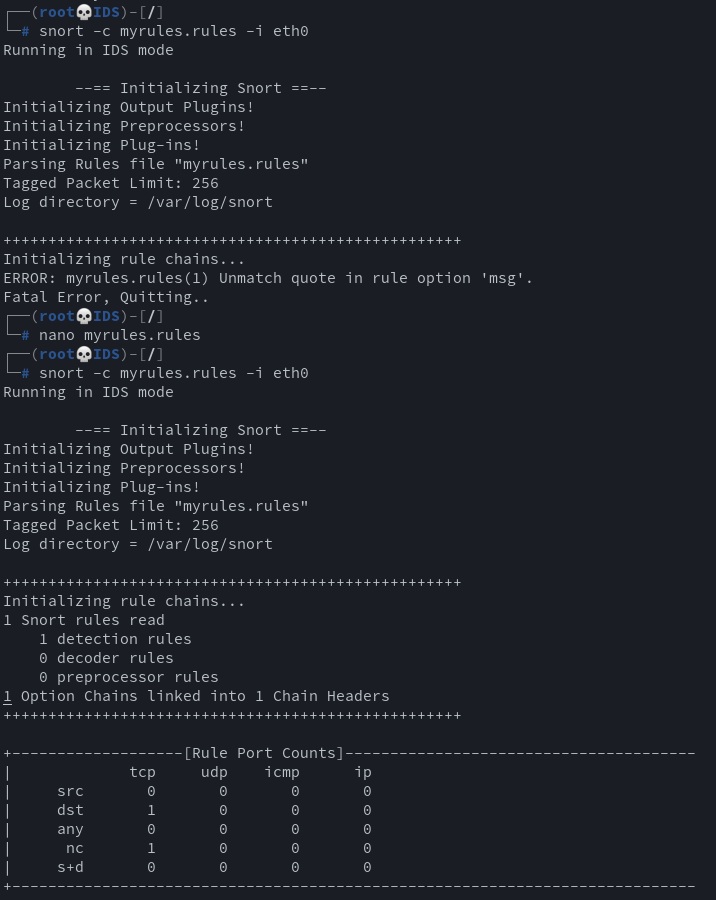 ┌──(root💀IDS)-[/]
└─# snort -c myrules.rules -i eth0
Running in IDS mode
--== Initializing Snort ==--
Initializing Output Plugins!
Initializing Preprocessors!
Initializing Plug-ins!
Parsing Rules file "myrules.rules"
Tagged Packet Limit: 256
Log directory = /var/log/snort
+++++++++++++++++++++++++++++++++++++++++++++++++++
Initializing rule chains...
ERROR: myrules.rules(1) Unmatch quote in rule option 'msg'.
Fatal Error, Quitting..
┌──(root💀IDS)-[/]
└─# nano myrules.rules
┌──(root💀IDS)-[/]
└─# snort -c myrules.rules -i eth0
Running in IDS mode
--== Initializing Snort ==--
Initializing Output Plugins!
Initializing Preprocessors!
Initializing Plug-ins!
Parsing Rules file "myrules.rules"
Tagged Packet Limit: 256
Log directory = /var/log/snort
+++++++++++++++++++++++++++++++++++++++++++++++++++
Initializing rule chains...
1 Snort rules read
    1 detection rules
    0 decoder rules
    0 preprocessor rules
1 Option Chains linked into 1 Chain Headers
+++++++++++++++++++++++++++++++++++++++++++++++++++
+-------------------[Rule Port Counts]---------------------------------------
|             tcp     udp    icmp      ip
|     src       0       0       0       0
|     dst       1       0       0       0
|     any       0       0       0       0
|      nc       1       0       0       0
|     s+d       0       0       0       0
+----------------------------------------------------------------------------